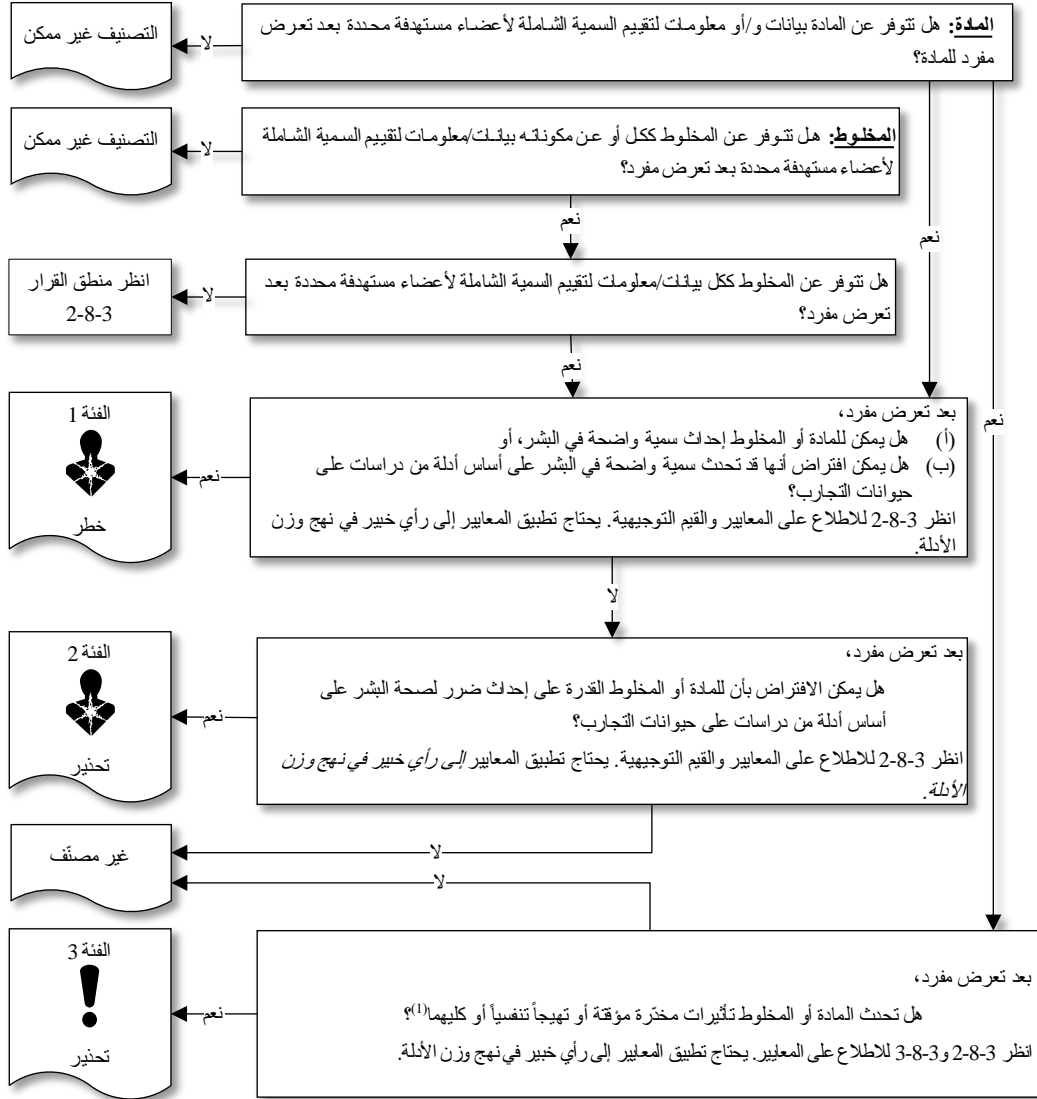 المادة: هل تتوفر عن المادة بيانات و/أو معلومات لتقييم السمية الشاملة لأعضاء مستهدفة محددة بعد تعرض
مفرد للمادة؟
لا
التصنيف غير ممكن
المخلوط: هل تتوفر عن المخلوط ككل أو عن مكوناته بيانات/معلومات لتقييم السمية الشاملة
لأعضاء مستهدفة محددة بعد تعرض مفرد؟
لا
التصنيف غير ممكن
نعم
نعم
هل تتوفر عن المخلوط ككل بيانات/معلومات لتقييم السمية الشاملة لأعضاء مستهدفة محددة بعد
تعرض مفرد؟
لا
انظر منطق القرار
2-8-3
نعم
نعم
بعد تعرض مفرد،
(أ) هل يمكن للمادة أو المخلوط إحداث سمية واضحة في البشر، أو
(ب) هل يمكن افتراض أنها قد تحدث سمية واضحة في البشر على أساس أدلة من دراسات على
حيوانات التجارب؟
انظر 3-8-2 للاطلاع على المعايير والقيم التوجيهية. يحتاج تطبيق المعايير إلى رأي خبير في نهج وزن
الأدلة.
نعم
الفئة 1
خطر
لا
بعد تعرض مفرد،
هل يمكن الافتراض بأن للمادة أو المخلوط القدرة على إحداث ضرر لصحة البشر على
أساس أدلة من دراسات على حيوانات التجارب؟
انظر 3-8-2 للاطلاع على المعايير والقيم التوجيهية. يحتاج تطبيق المعايير إلى رأي خبير في نهج وزن
الأدلة.
نعم
الفئة 2
تحذير
لا
غير مصنّف
لا
بعد تعرض مفرد،
هل تحدث المادة أو المخلوط تأثيرات مخدّرة مؤقتة أو تهيجاً تنفسياً أو كليهما(1)؟
انظر 3-8-2 و3-8-3 للاطلاع على المعايير. يحتاج تطبيق المعايير إلى رأي خبير في نهج وزن الأدلة.
نعم
الفئة 3
تحذير